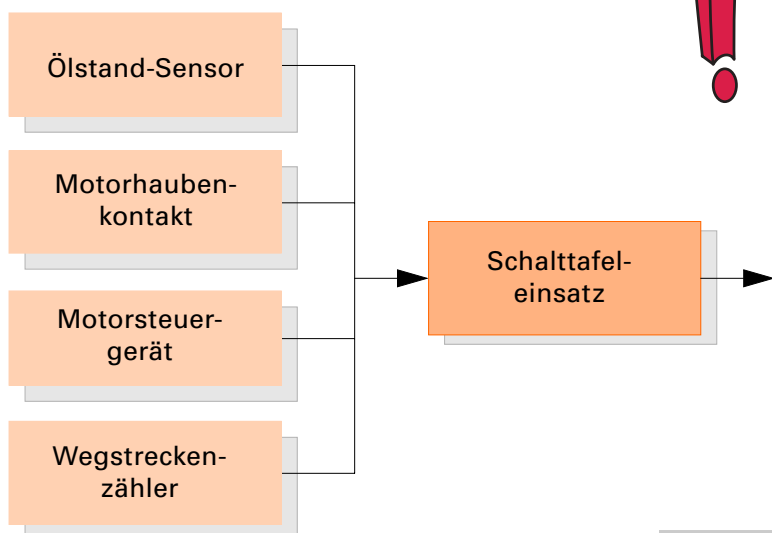 Ölstand-Sensor
Motorhauben-
kontakt
Motorsteuer-
gerät
Wegstrecken-
zähler
Schalttafel-
einsatz